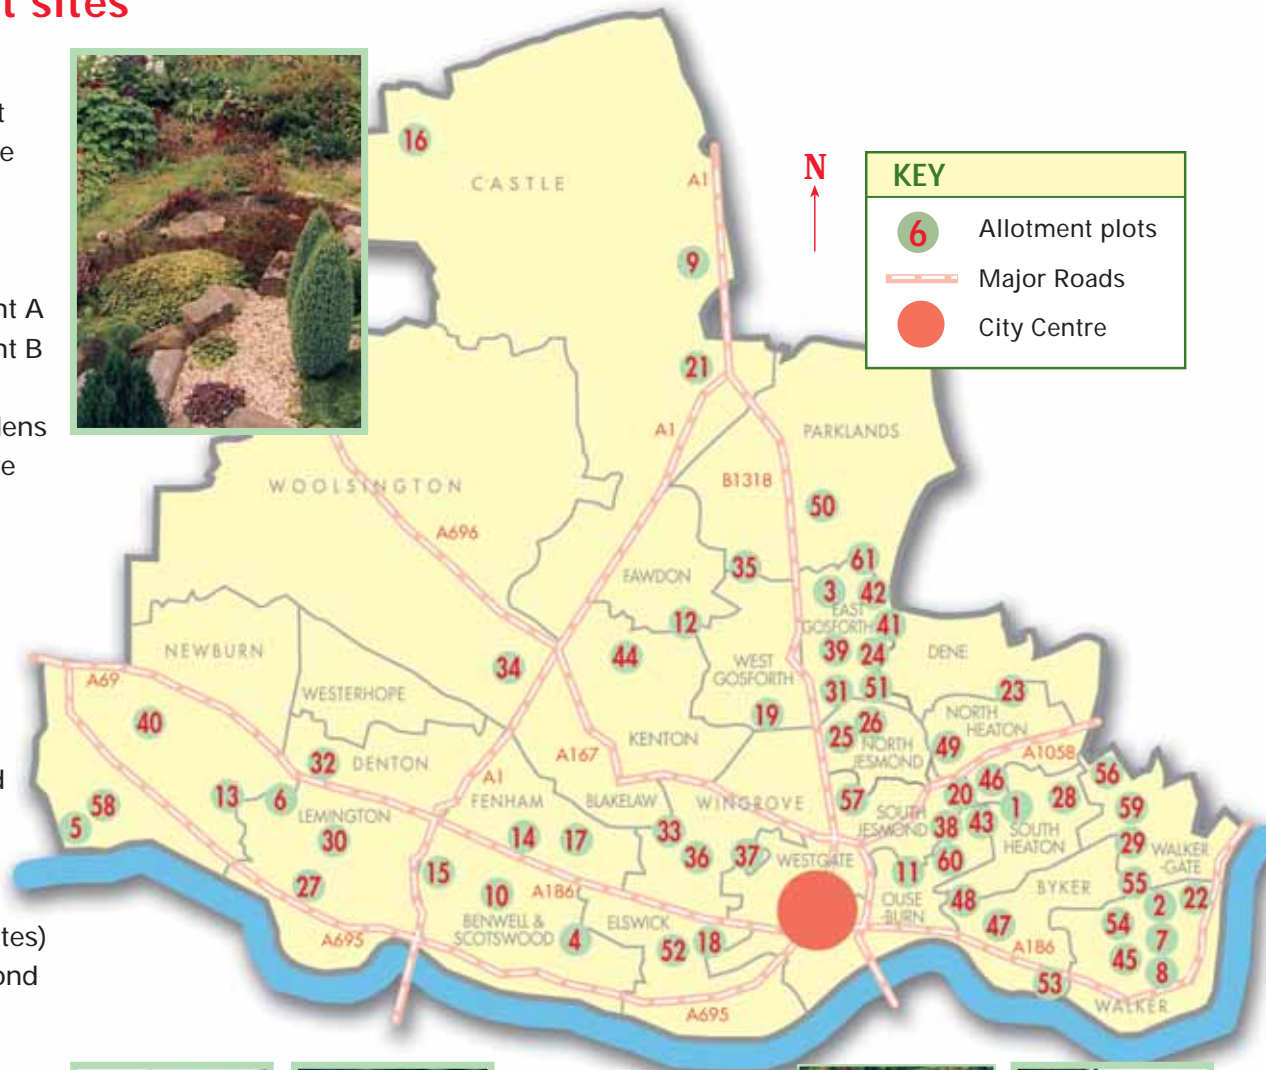 t sites
t
e
nt A
nt B
lens
e
d
tes)
ond
N
KEY
6 Allotment plots
Major Roads
City Centre
16
CASTLE
A1
9
21
A1
PARKLANDS
B1318
WOOLSINGTON
A696
50
35
61
FAWDON
3 42
EAST
GOSFORTH
41
12
NEWBURN
34
44
39 24
DENE
WEST
GOSFORTH
A69
WESTERHOPE
31 51
23
40
19
26
25
NORTH
JESMOND
NORTH
HEATON
49
A1058
KENTON
A167
32
DENTON
A1
56
46
13 6
FENHAM
BLAKELAW
WINGROVE
57
20
1
28
58
59
LEMINGTON
SOUTH
JESMOND
38 43
SOUTH
HEATON
5
30
14 17
33
29
36
37
WESTGATE
60
WALKER
-GATE
15
11
27
10
A186
BYKER
55
22
OUSE
-BURN
48
2
BENWELL &
SCOTSWOOD
ELSWICK
47
54
7
A695
4
52 18
A186
45
8
53
A695
WALKER